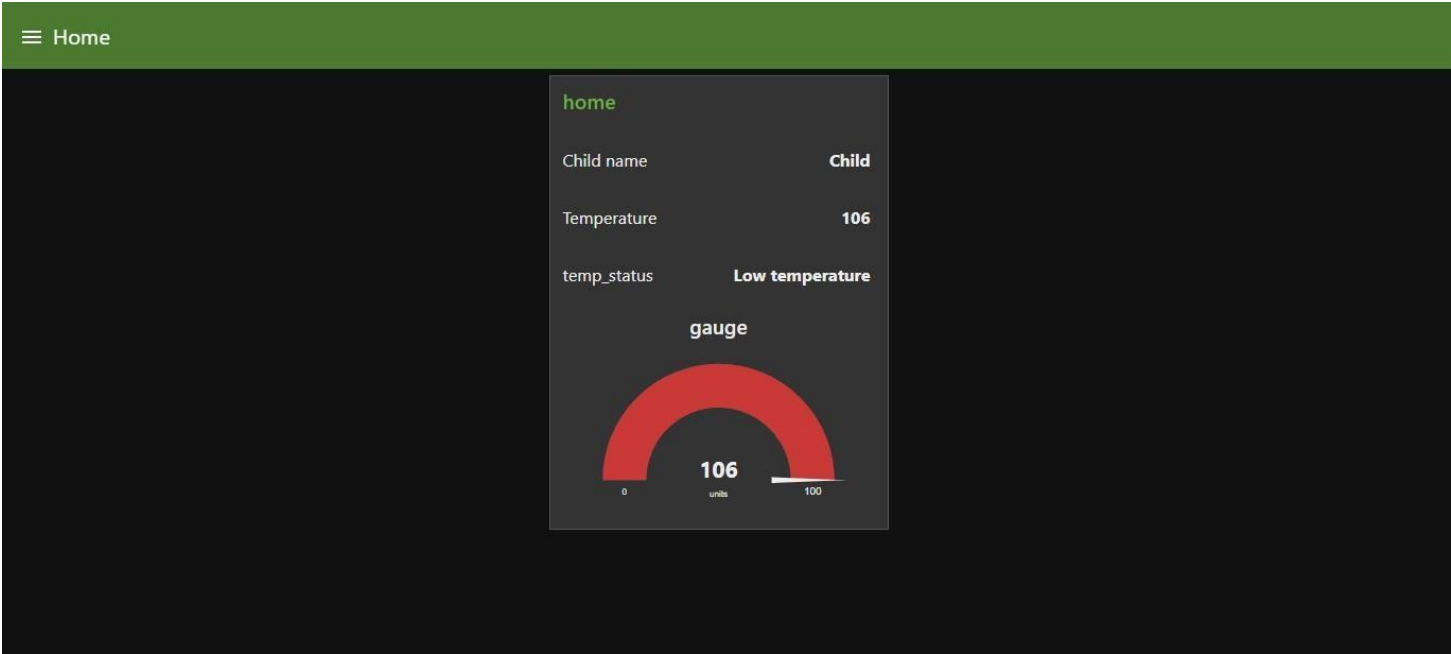 Home
home
Child name Child
Temperature 106
temp_status Low temperature
gauge
106
0 units 100